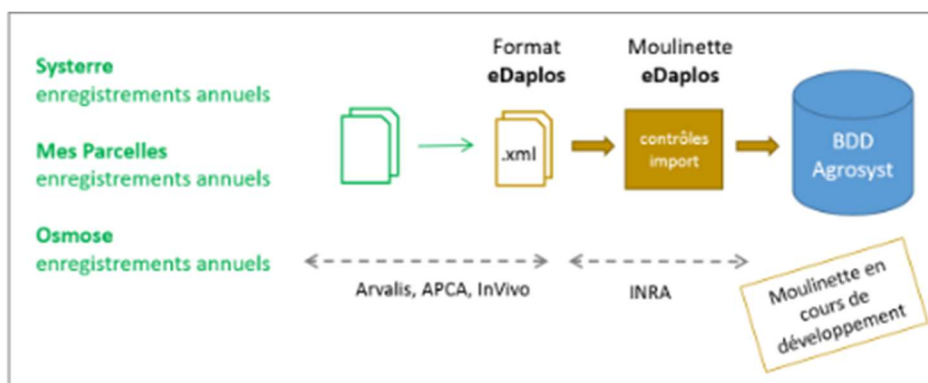 Systerre
enregistrements annuels
Mes Parcelles
enregistrements annuels
Osmose
enregistrements annuels
Format
eDaplos
.xml
Moulinette
eDaplos
contrôles
import
BDD
Agrosyst
Arvalis, APCA, InVivo
INRA
Moulinette en
cours de
développement